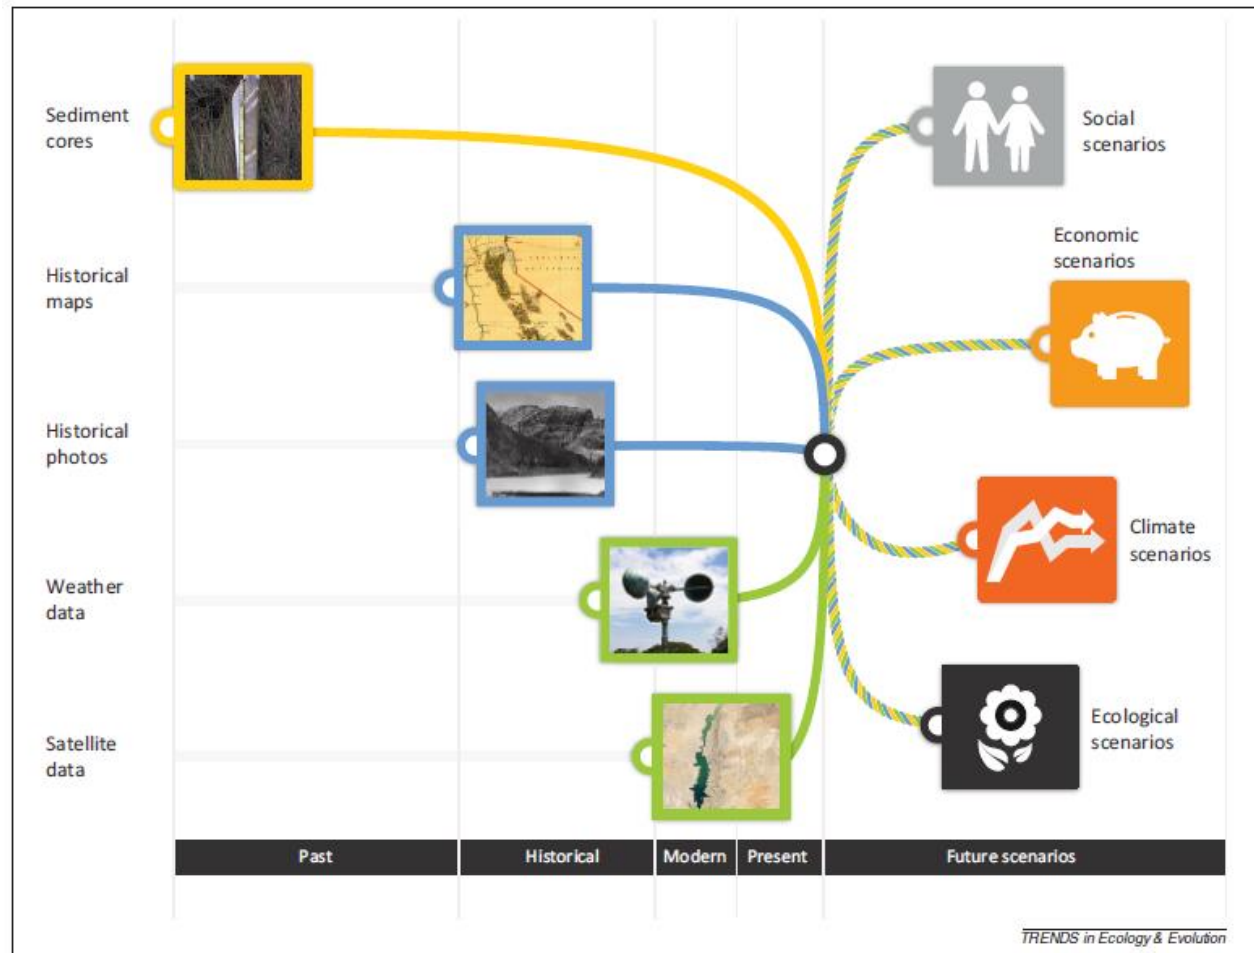 Sediment
cores
Social
scenarios
Economic
scenarios
Historical
maps
Historical
photos
Climate
scenarios
Weather
data
Ecological
scenarios
Satellite
data
Past
Historical
Modern
Present
Future scenarios
TRENDS in Ecology & Evolution